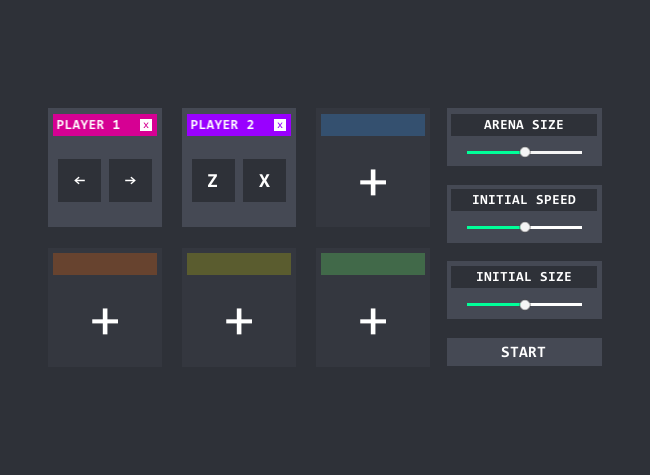 PLAYER 1 x
← →
PLAYER 2 x
Z X
+
+
+
+
ARENA SIZE
INITIAL SPEED
INITIAL SIZE
START